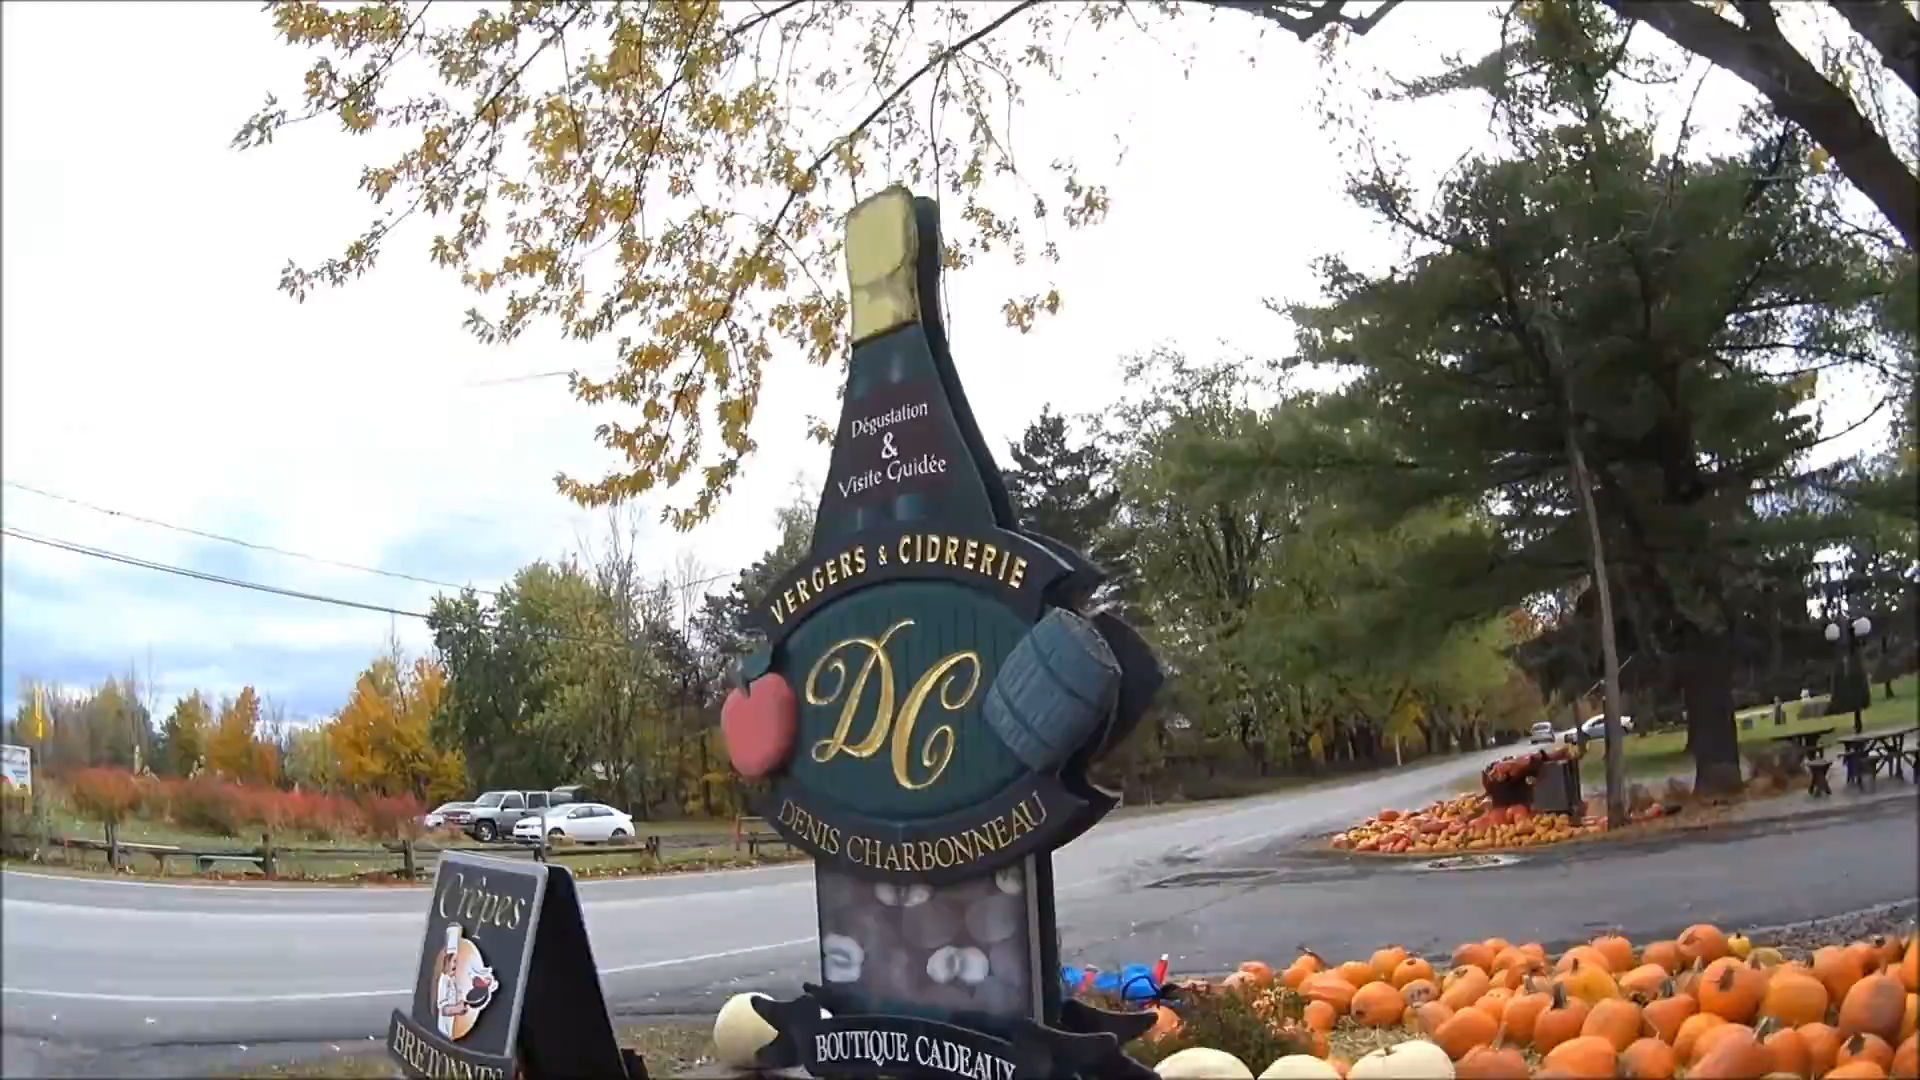 Dégustation
&
Visite Guidée
VERGERS & CIDRERIE
DC
DENIS CHARBONNEAU
BOUTIQUE CADEAUX
Crêpes
BRETONNES